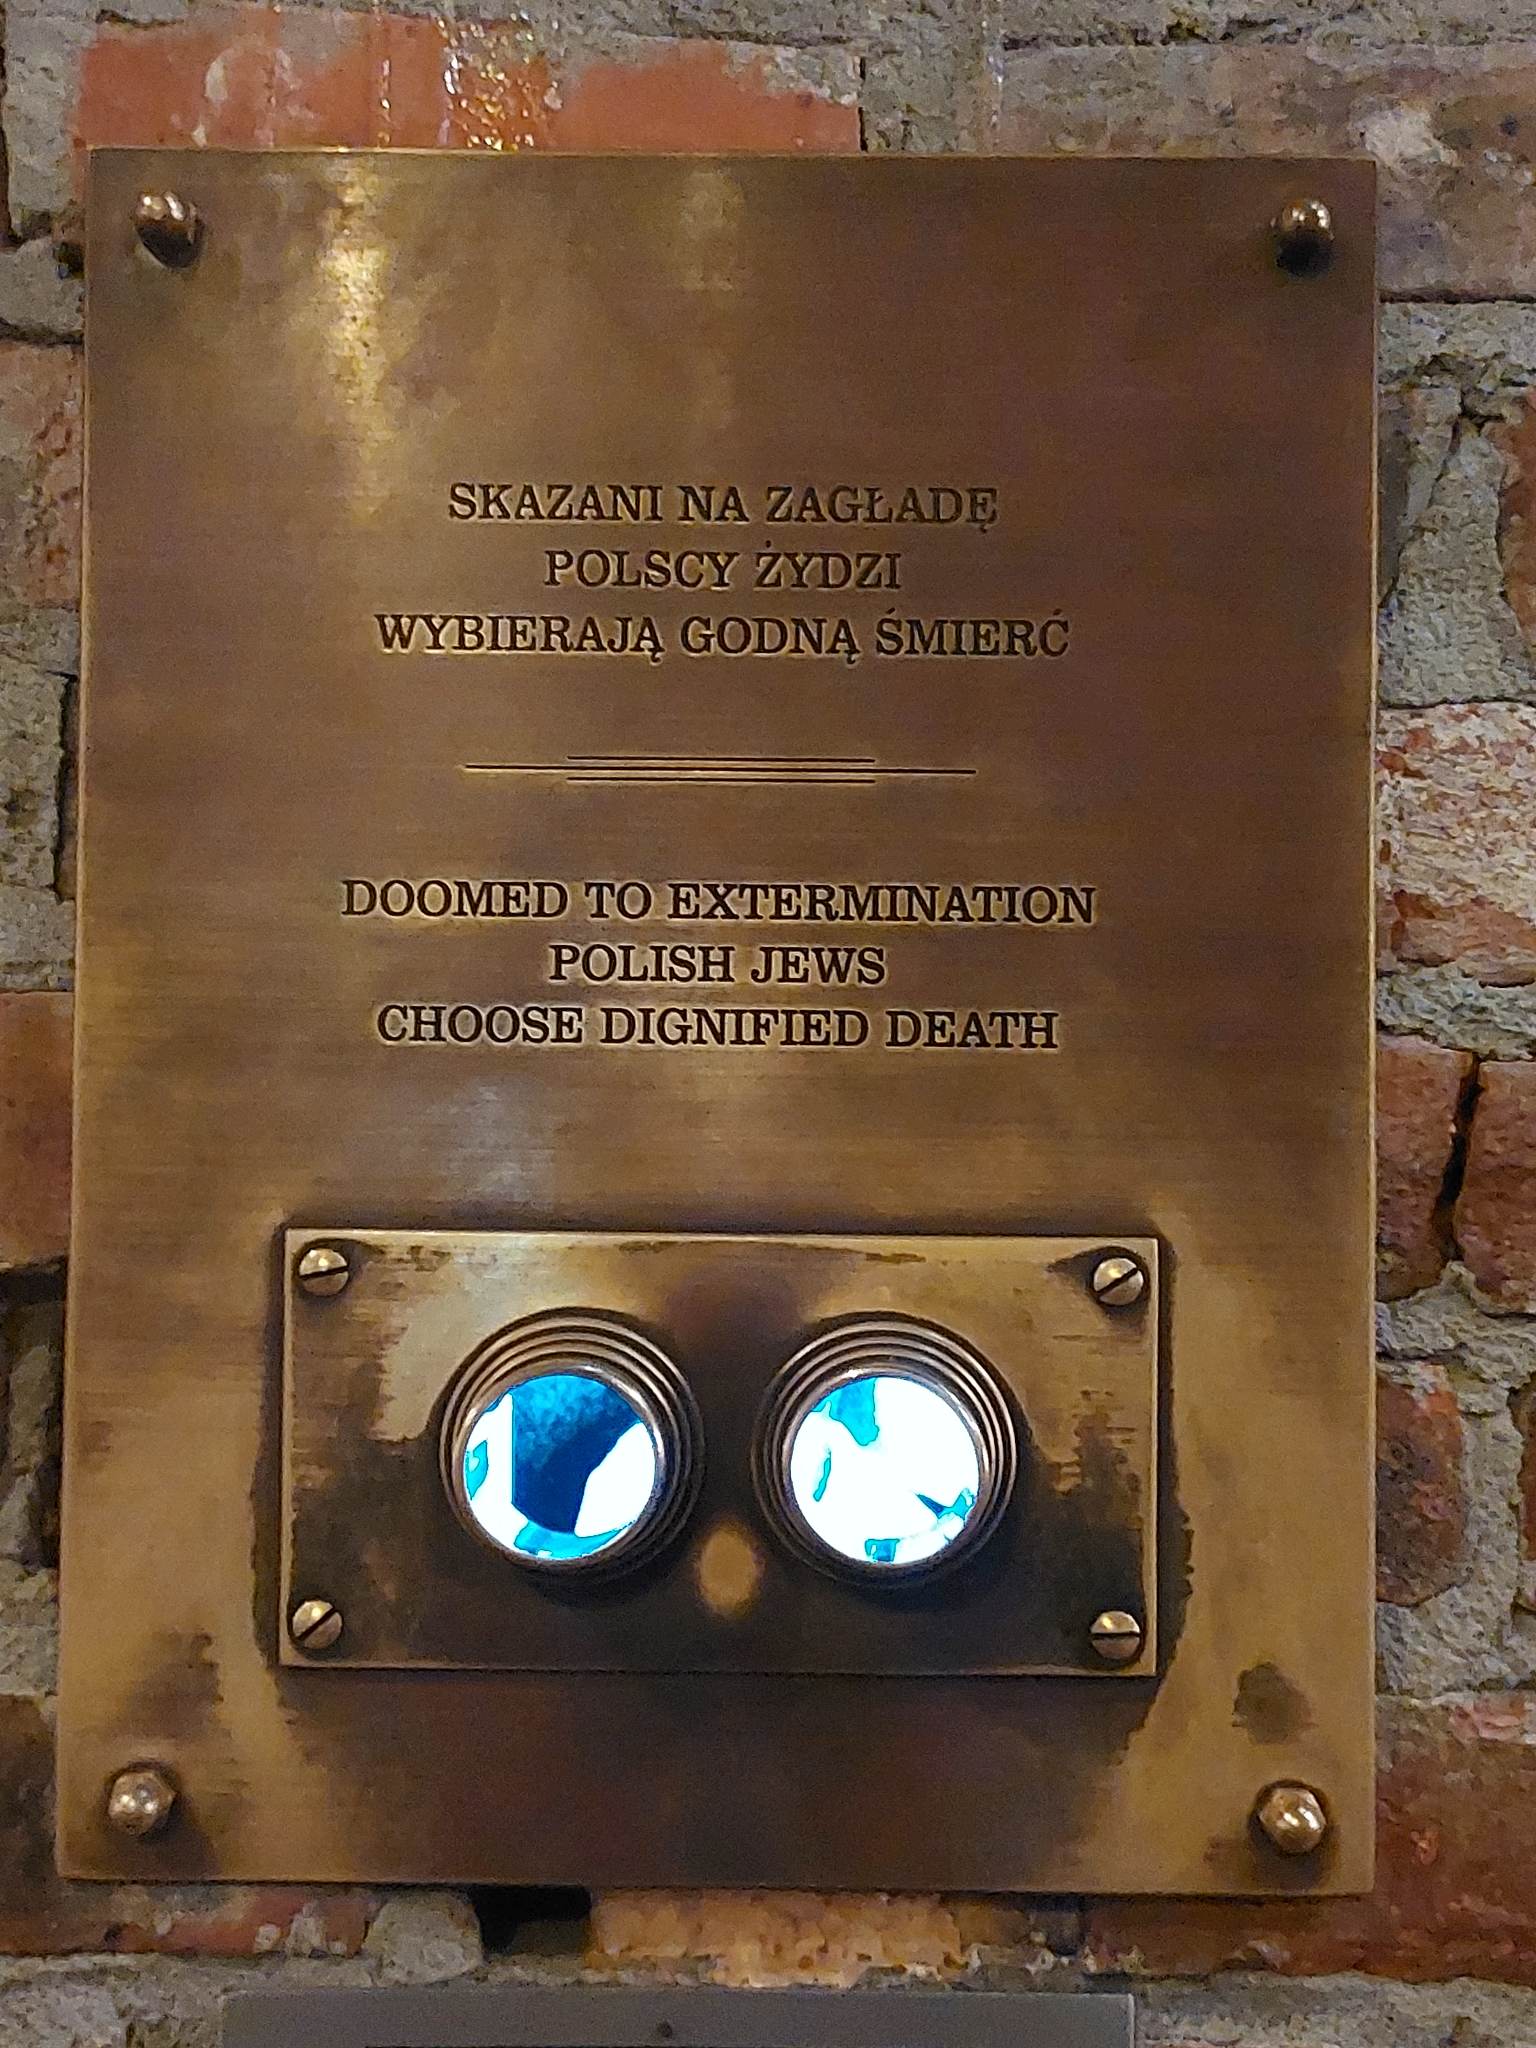 SKAZANI NA ZAGŁADĘ
POLSCY ŻYDZI
WYBIERAJĄ GODNĄ ŚMIERĆ
DOOMED TO EXTERMINATION
POLISH JEWS
CHOOSE DIGNIFIED DEATH